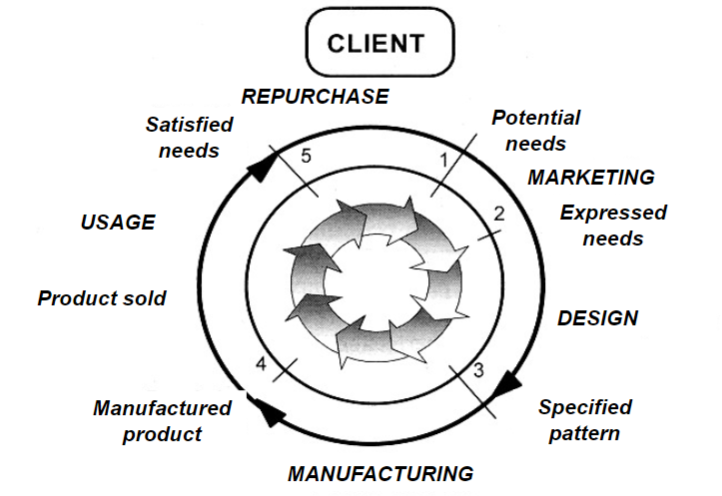 CLIENT
REPURCHASE
Satisfied
needs
5
1
Potential
needs
MARKETING
2
Expressed
needs
USAGE
Product sold
DESIGN
4
3
Manufactured
product
Specified
pattern
MANUFACTURING